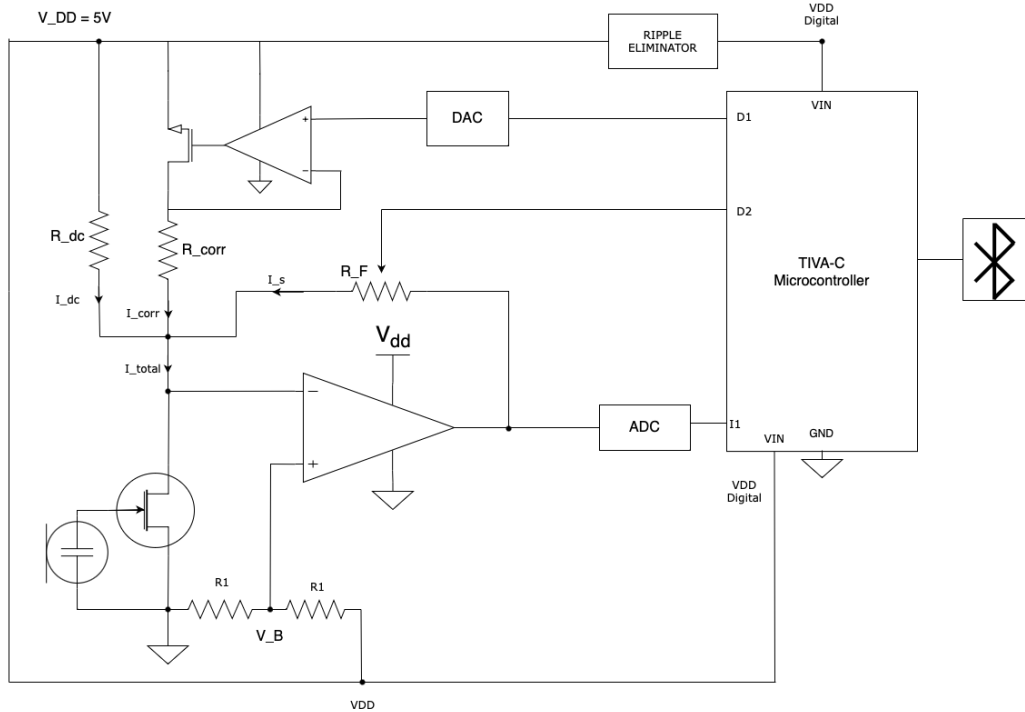 V_DD = 5V
VDD
Digital
RIPPLE
ELIMINATOR
VIN
+
DAC
D1
−
D2
R_dc
R_corr
R_F
I_s
TIVA-C
Microcontroller
I_dc
I_corr
V_dd
I_total
−
ADC
I1
VIN
GND
+
VDD
Digital
R1
R1
V_B
VDD